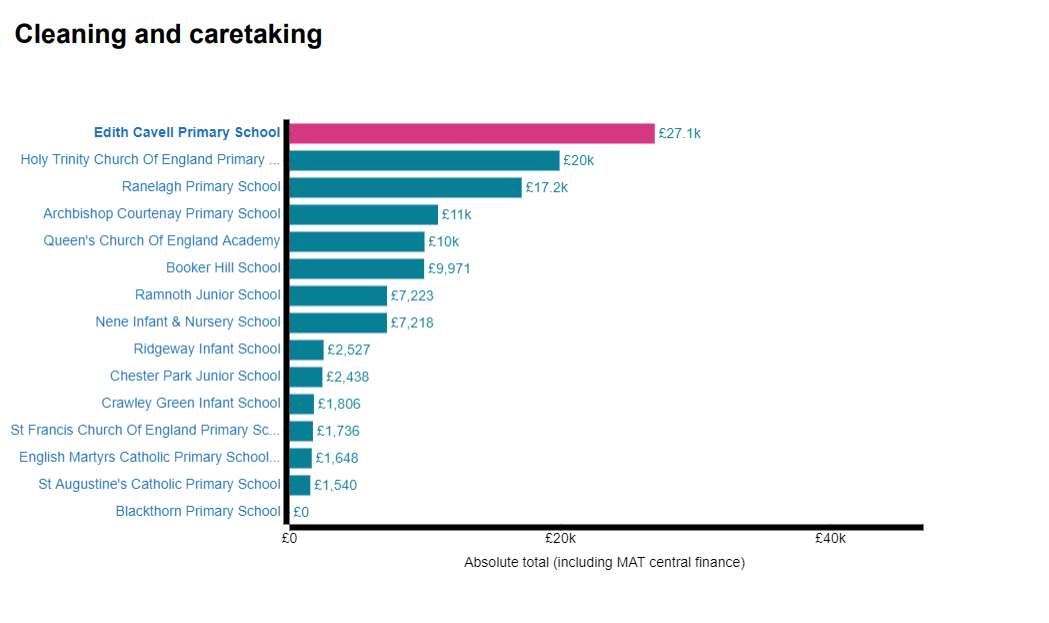 Cleaning and caretaking
Edith Cavell Primary School £27.1k
Holy Trinity Church Of England Primary ... £20k
Ranelagh Primary School £17.2k
Archbishop Courtenay Primary School £11k
Queen's Church Of England Academy £10k
Booker Hill School £9,971
Ramnoth Junior School £7,223
Nene Infant & Nursery School £7,218
Ridgeway Infant School £2,527
Chester Park Junior School £2,438
Crawley Green Infant School £1,806
St Francis Church Of England Primary Sc... £1,736
English Martyrs Catholic Primary School... £1,648
St Augustine's Catholic Primary School £1,540
Blackthorn Primary School £0
£0 £20k £40k
Absolute total (including MAT central finance)